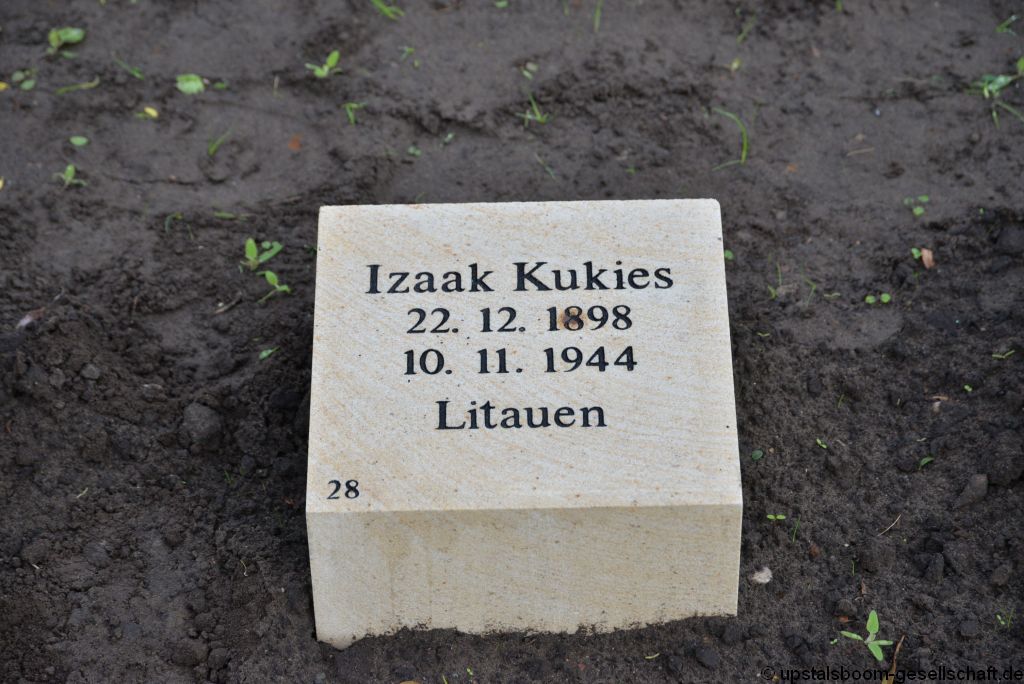 Izaak Kukies
22. 12. 1898
10. 11. 1944
Litauen
28
© upstalsboom-gesellschaft.de